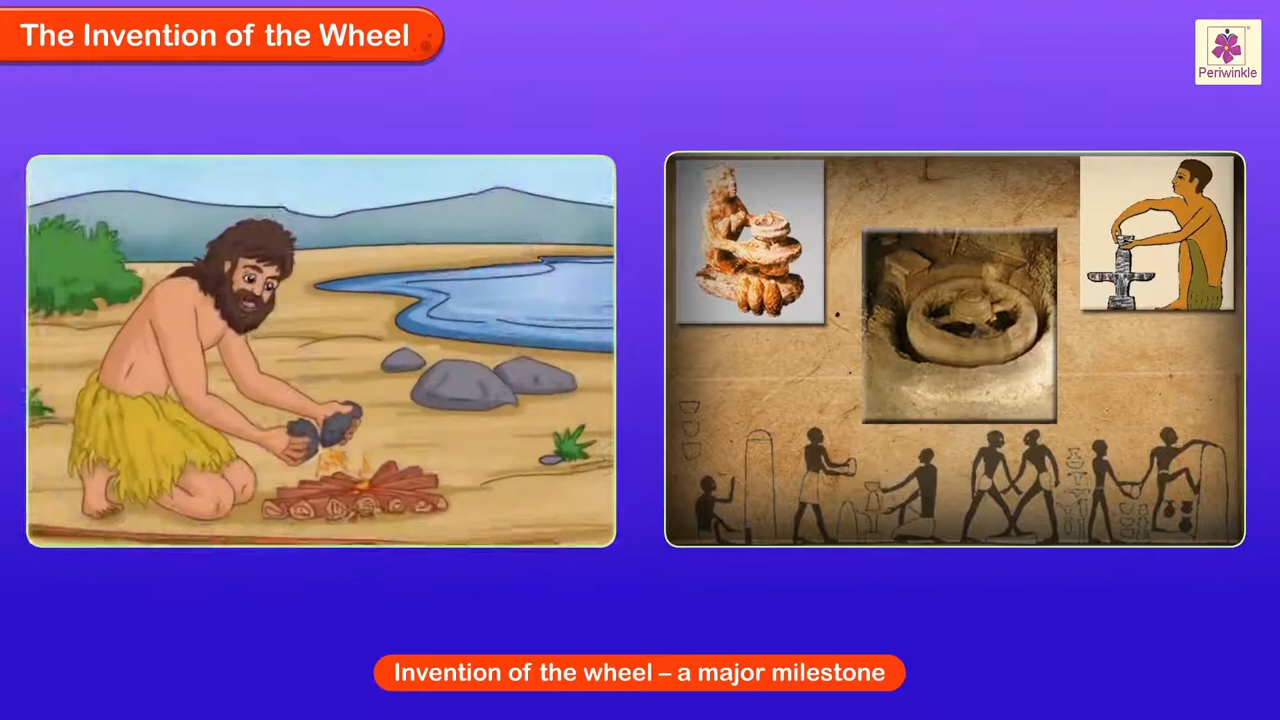 The Invention of the Wheel
Periwinkle
Invention of the wheel – a major milestone